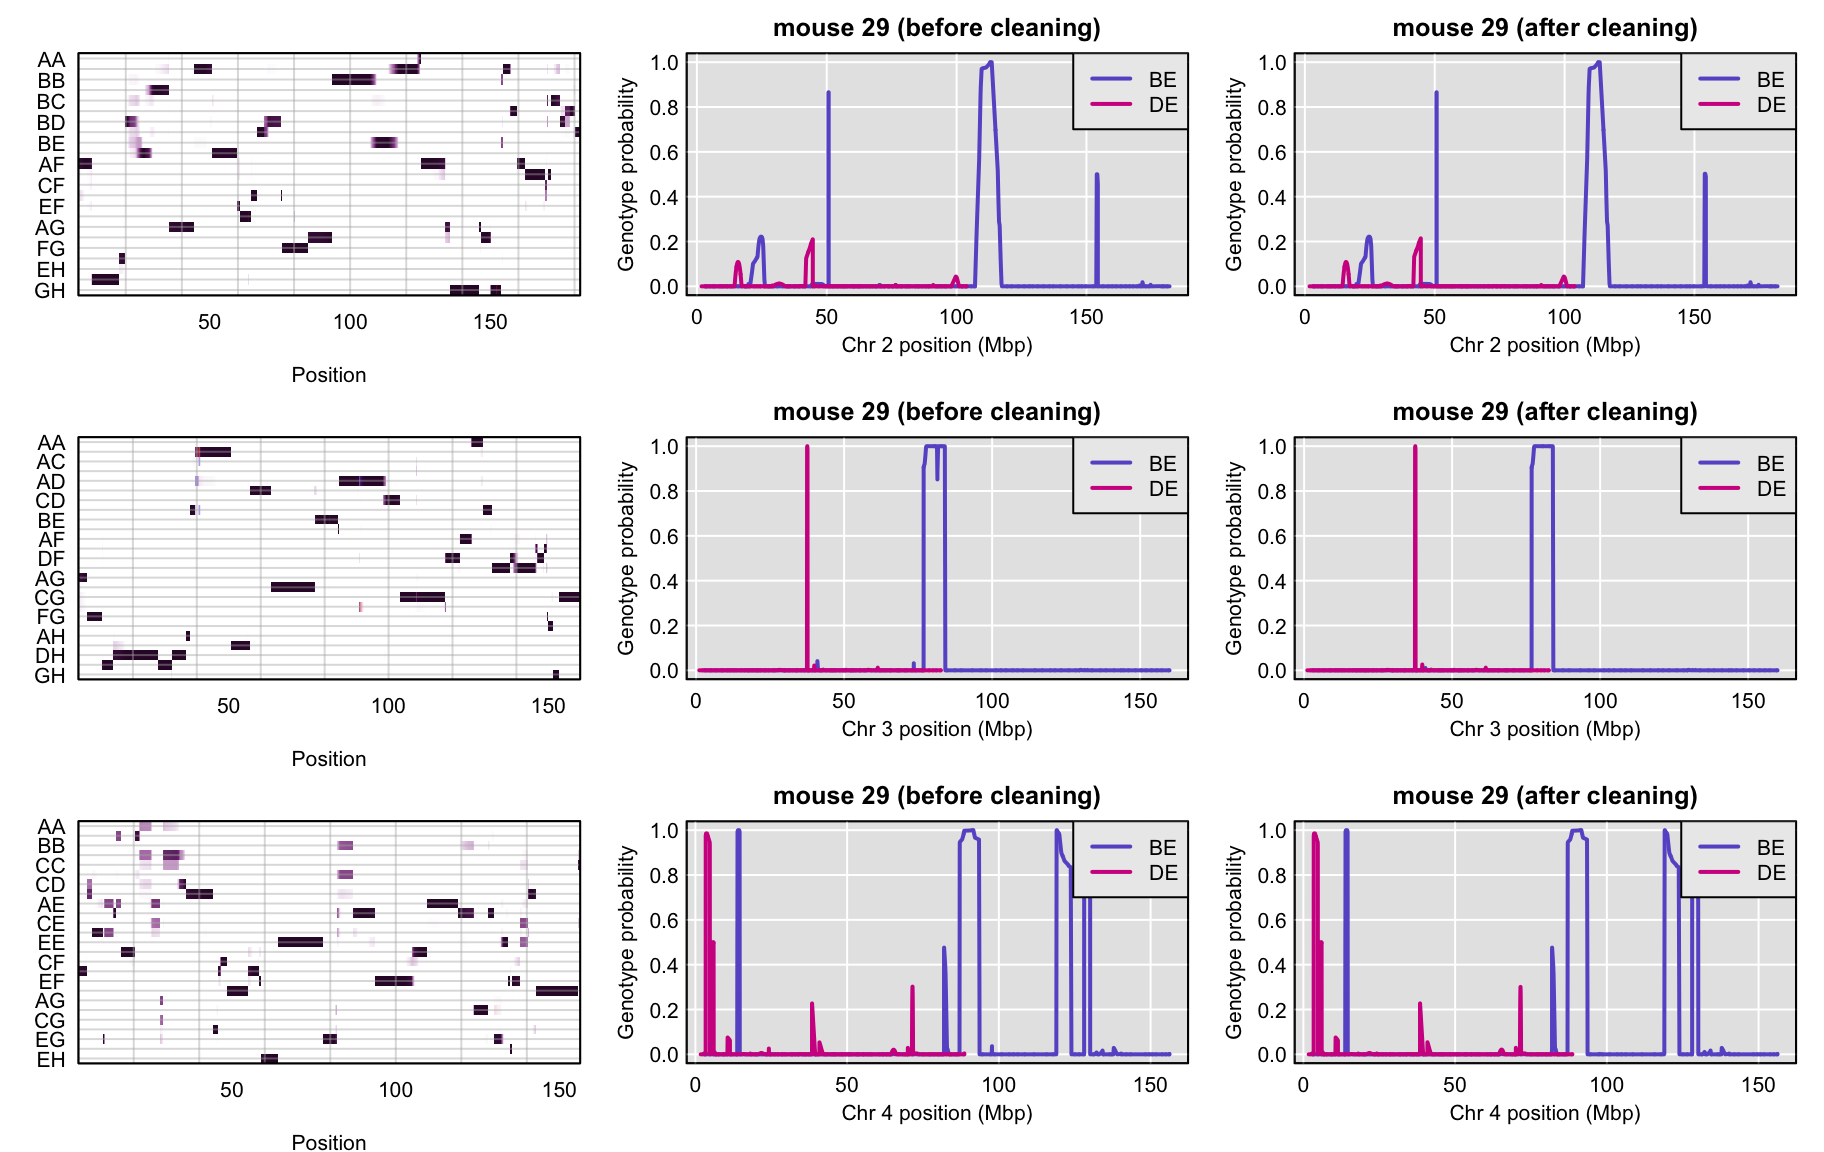 AA
BB
BC
BD
BE
AF
CF
EF
AG
FG
EH
GH
50 100 150
Position
mouse 29 (before cleaning)
Genotype probability
1.0
0.8
0.6
0.4
0.2
0.0
BE
DE
0 50 100 150
Chr 2 position (Mbp)
mouse 29 (after cleaning)
Genotype probability
1.0
0.8
0.6
0.4
0.2
0.0
BE
DE
0 50 100 150
Chr 2 position (Mbp)
AA
AC
AD
CD
BE
AF
DF
AG
CG
FG
AH
DH
GH
50 100 150
Position
mouse 29 (before cleaning)
Genotype probability
1.0
0.8
0.6
0.4
0.2
0.0
BE
DE
0 50 100 150
Chr 3 position (Mbp)
mouse 29 (after cleaning)
Genotype probability
1.0
0.8
0.6
0.4
0.2
0.0
BE
DE
0 50 100 150
Chr 3 position (Mbp)
AA
BB
CC
CD
AE
CE
EE
CF
EF
AG
CG
EG
EH
50 100 150
Position
mouse 29 (before cleaning)
Genotype probability
1.0
0.8
0.6
0.4
0.2
0.0
BE
DE
0 50 100 150
Chr 4 position (Mbp)
mouse 29 (after cleaning)
Genotype probability
1.0
0.8
0.6
0.4
0.2
0.0
BE
DE
0 50 100 150
Chr 4 position (Mbp)